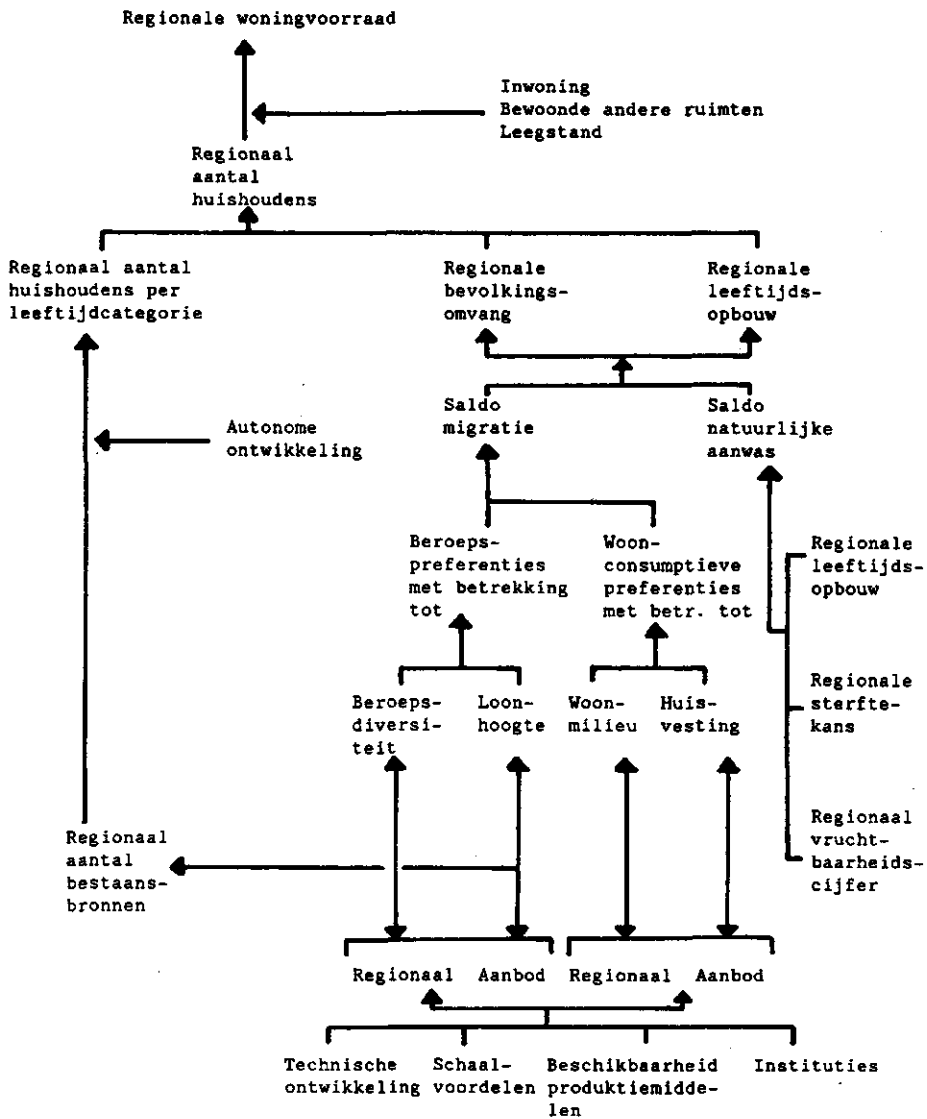 Regionale woningvoorraad
Inwoning
Bewoonde andere ruimten
Leegstand
Regionaal
aantal
huishoudens
Regionaal aantal
huishoudens per
leeftijdcategorie
Regionale
bevolkings-
omvang
Regionale
leeftijds-
opbouw
Saldo
migratie
Saldo
natuurlijke
aanwas
Autonome
ontwikkeling
Beroeps-
preferenties
met betrekking
tot
Woon-
consumptieve
preferenties
met betr. tot
Regionale
leeftijds-
opbouw
Beroeps-
diversi-
teit
Loon-
hoogte
Woon-
milieu
Huis-
vesting
Regionale
sterfte-
kans
Regionaal
aantal
bestaans-
bronnen
Regionaal
vrucht-
baarheids-
cijfer
Regionaal Aanbod
Regionaal Aanbod
Technische
ontwikkeling
Schaal-
voordelen
Beschikbaarheid
produktiemidde-
len
Instituties